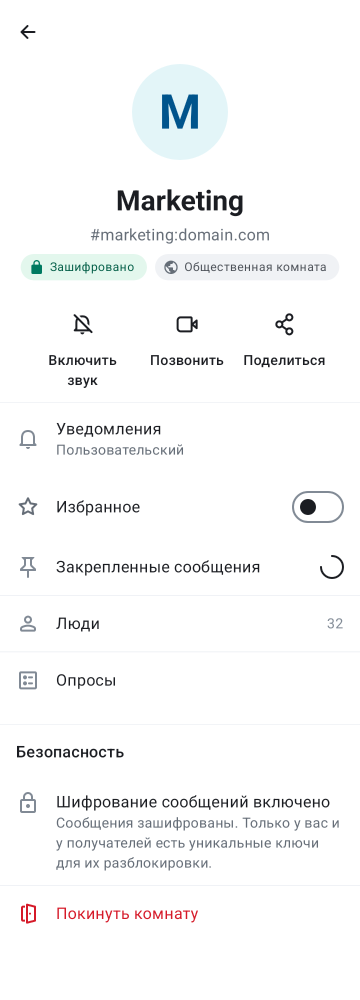 M
Marketing
#marketing:domain.com
Зашифровано
Общественная комната
Включить
звук
Позвонить
Поделиться
Уведомления
Пользовательский
Избранное
Закрепленные сообщения
Люди
32
Опросы
Безопасность
Шифрование сообщений включено
Сообщения зашифрованы. Только у вас и
у получателей есть уникальные ключи
для их разблокировки.
Покинуть комнату